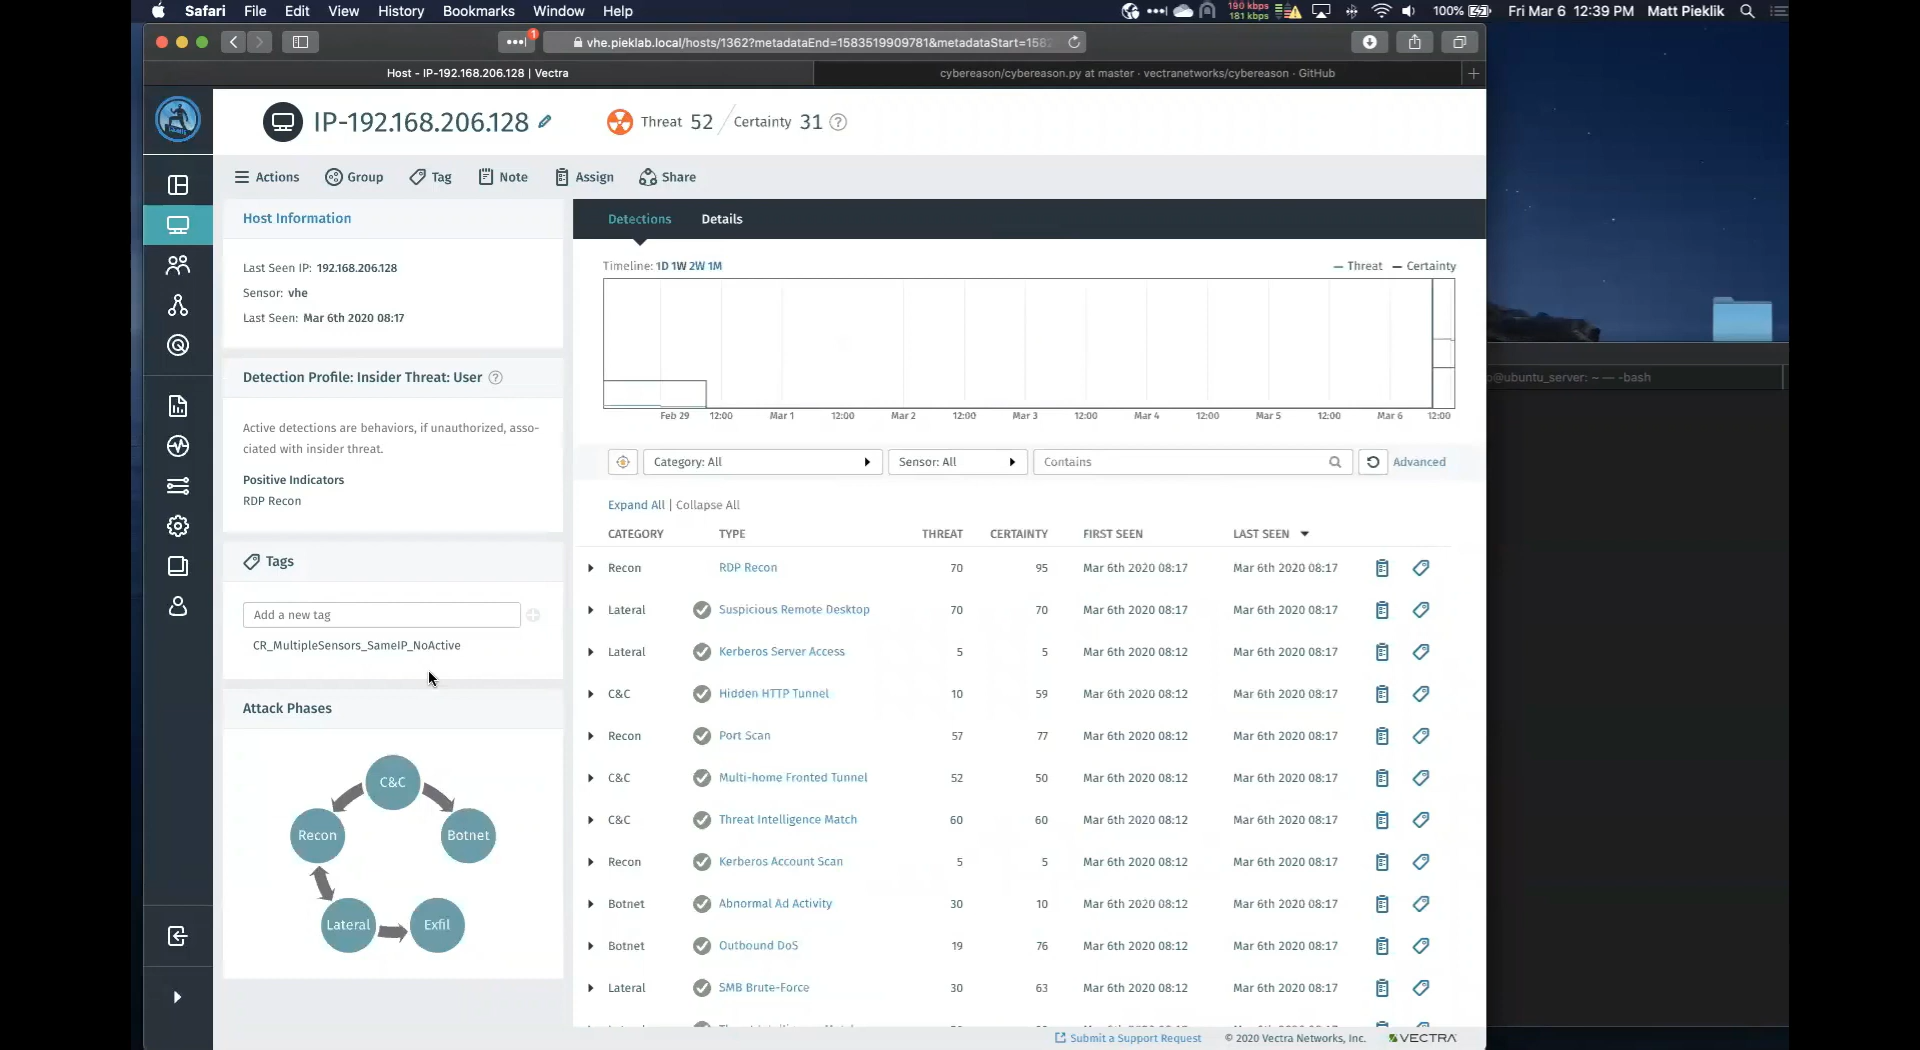 Safari File Edit View History Bookmarks Window Help
190 kbps
181 kbps
100% Fri Mar 6 12:39 PM Matt Pieklik
1
vhe.pieklab.local/hosts/1362?metadataEnd=1583519909781&metadataStart=158
Host - IP-192.168.206.128 | Vectra
cybereason/cybereason.py at master · vectranetworks/cybereason · GitHub
IP-192.168.206.128
Threat 52 / Certainty 31 ?
Actions Group Tag Note Assign Share
Host Information
Last Seen IP: 192.168.206.128
Sensor: vhe
Last Seen: Mar 6th 2020 08:17
Detection Profile: Insider Threat: User ?
Active detections are behaviors, if unauthorized, asso-
ciated with insider threat.
Positive Indicators
RDP Recon
Tags
Add a new tag
CR_MultipleSensors_SameIP_NoActive
Attack Phases
C&C
Recon
Botnet
Lateral
Exfil
Detections Details
Timeline: 1D 1W 2W 1M
Threat Certainty
Feb 29 12:00 Mar 1 12:00 Mar 2 12:00 Mar 3 12:00 Mar 4 12:00 Mar 5 12:00 Mar 6 12:00
Category: All Sensor: All Contains Advanced
Expand All | Collapse All
CATEGORY TYPE THREAT CERTAINTY FIRST SEEN LAST SEEN
Recon RDP Recon 70 95 Mar 6th 2020 08:17 Mar 6th 2020 08:17
Lateral Suspicious Remote Desktop 70 70 Mar 6th 2020 08:17 Mar 6th 2020 08:17
Lateral Kerberos Server Access 5 5 Mar 6th 2020 08:12 Mar 6th 2020 08:17
C&C Hidden HTTP Tunnel 10 59 Mar 6th 2020 08:12 Mar 6th 2020 08:17
Recon Port Scan 57 77 Mar 6th 2020 08:12 Mar 6th 2020 08:17
C&C Multi-home Fronted Tunnel 52 50 Mar 6th 2020 08:12 Mar 6th 2020 08:17
C&C Threat Intelligence Match 60 60 Mar 6th 2020 08:12 Mar 6th 2020 08:17
Recon Kerberos Account Scan 5 5 Mar 6th 2020 08:12 Mar 6th 2020 08:17
Botnet Abnormal Ad Activity 30 10 Mar 6th 2020 08:12 Mar 6th 2020 08:17
Botnet Outbound DoS 19 76 Mar 6th 2020 08:12 Mar 6th 2020 08:17
Lateral SMB Brute-Force 30 63 Mar 6th 2020 08:12 Mar 6th 2020 08:17
Submit a Support Request © 2020 Vectra Networks, Inc. VECTRA
@ubuntu_server: ~ — -bash